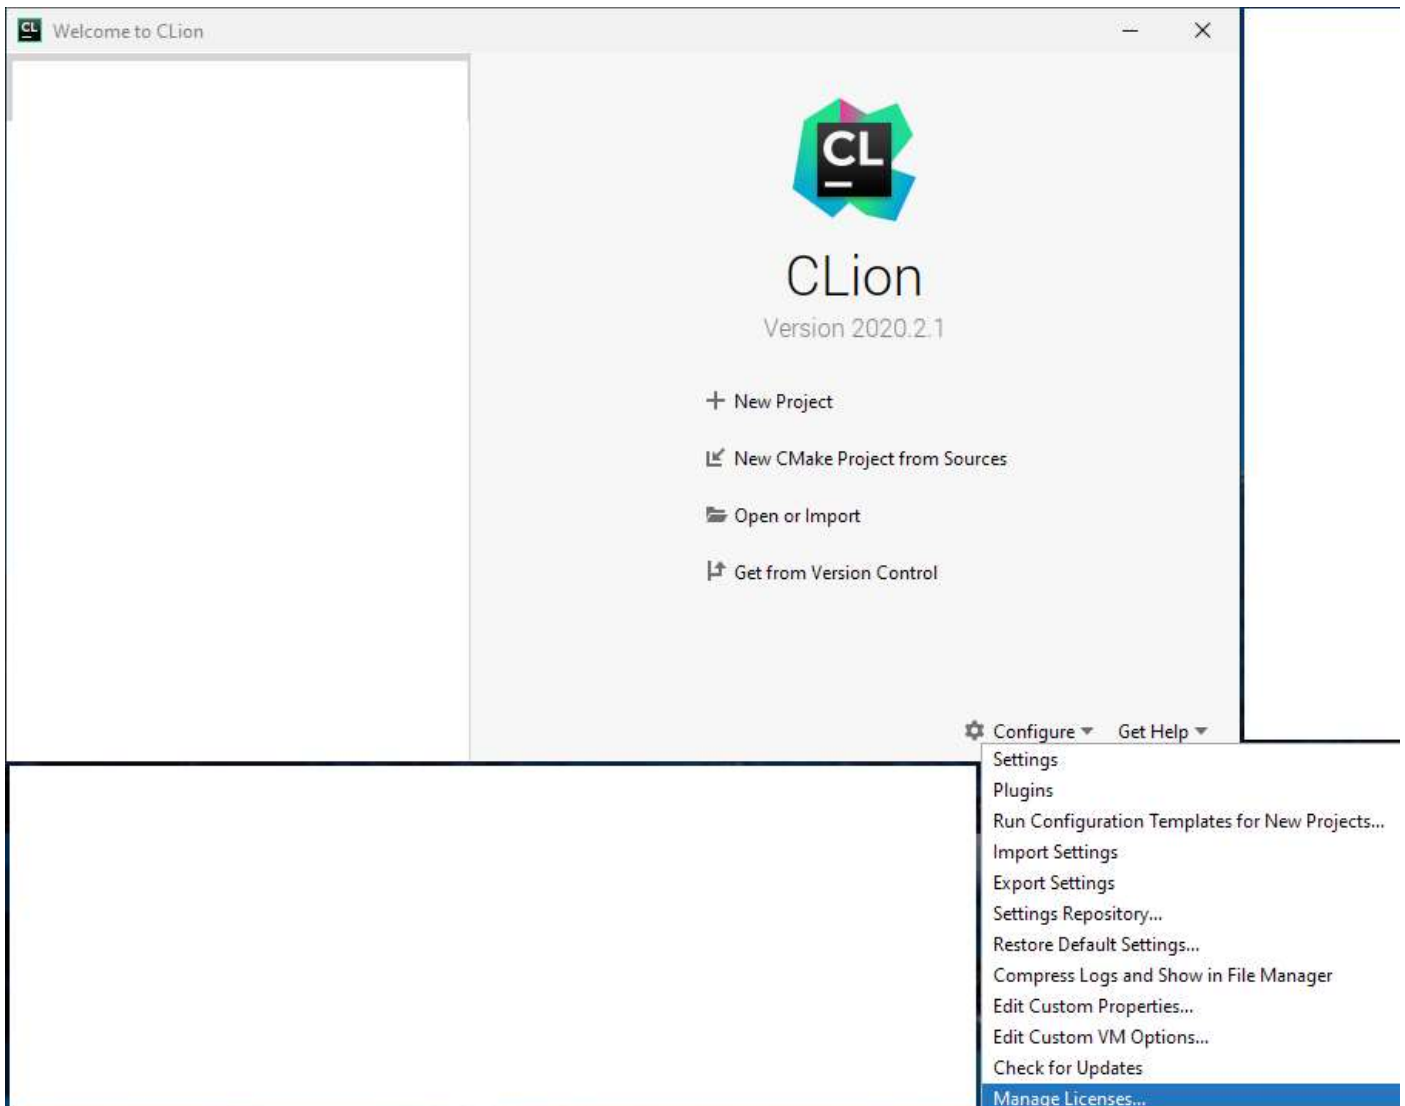 CL Welcome to CLion
CL
CLion
Version 2020.2.1
New Project
New CMake Project from Sources
Open or Import
Get from Version Control
Configure Get Help
Settings
Plugins
Run Configuration Templates for New Projects...
Import Settings
Export Settings
Settings Repository...
Restore Default Settings...
Compress Logs and Show in File Manager
Edit Custom Properties...
Edit Custom VM Options...
Check for Updates
Manage Licenses...